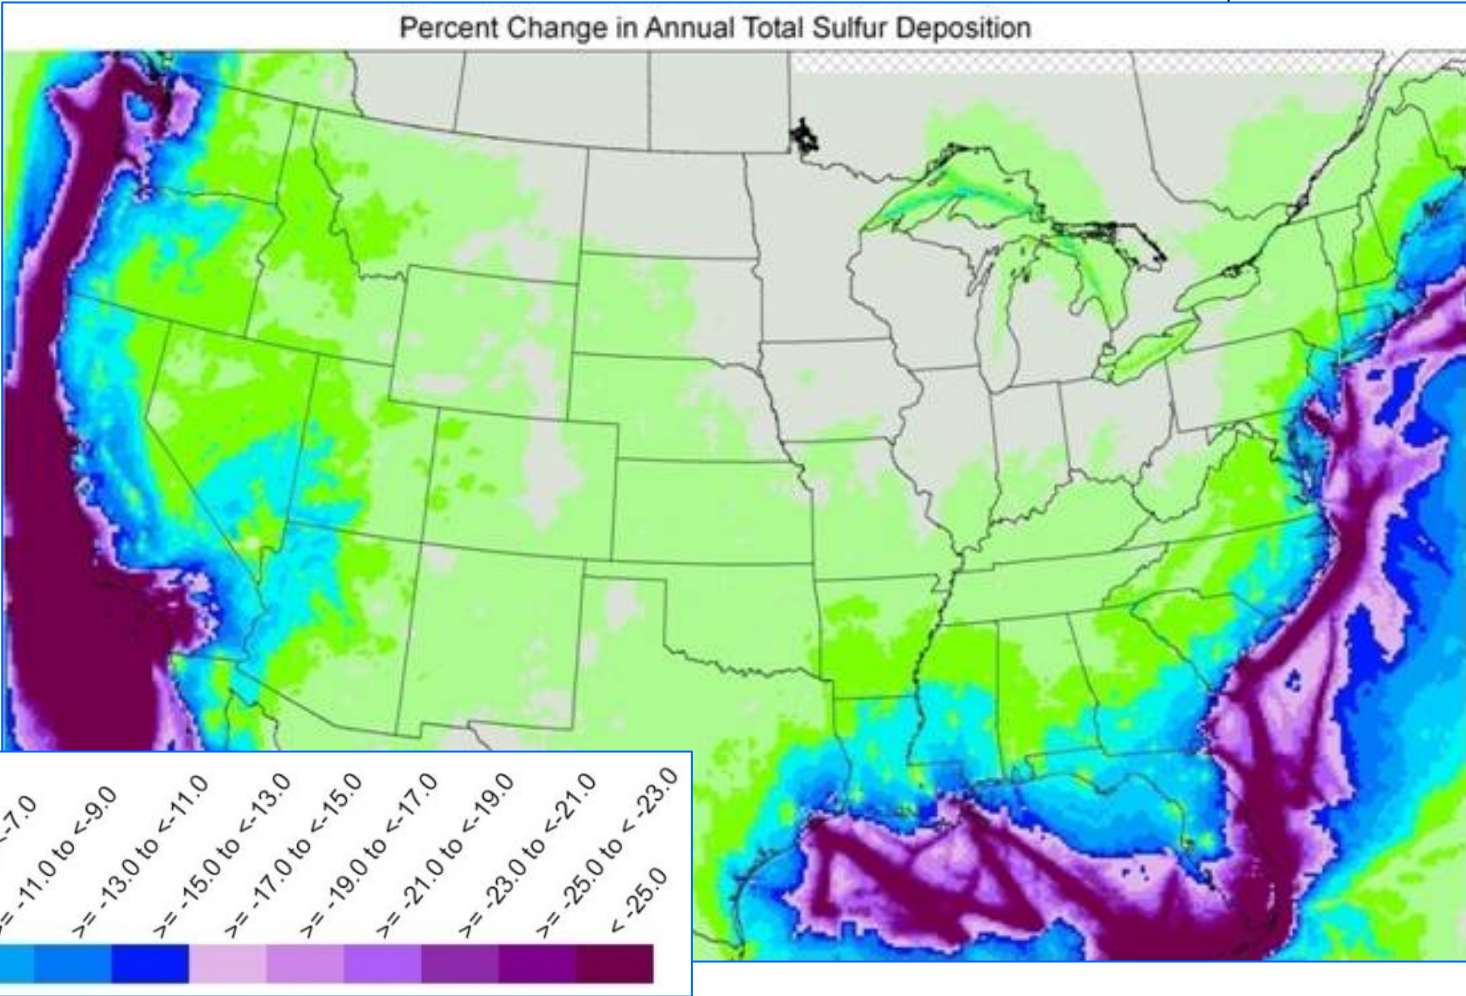 Percent Change in Annual Total Sulfur Deposition
<-7.0
>= -11.0 to <-9.0
>= -13.0 to <-11.0
>= -15.0 to <-13.0
>= -17.0 to <-15.0
>= -19.0 to <-17.0
>= -21.0 to <-19.0
>= -23.0 to <-21.0
>= -25.0 to < -23.0
< -25.0